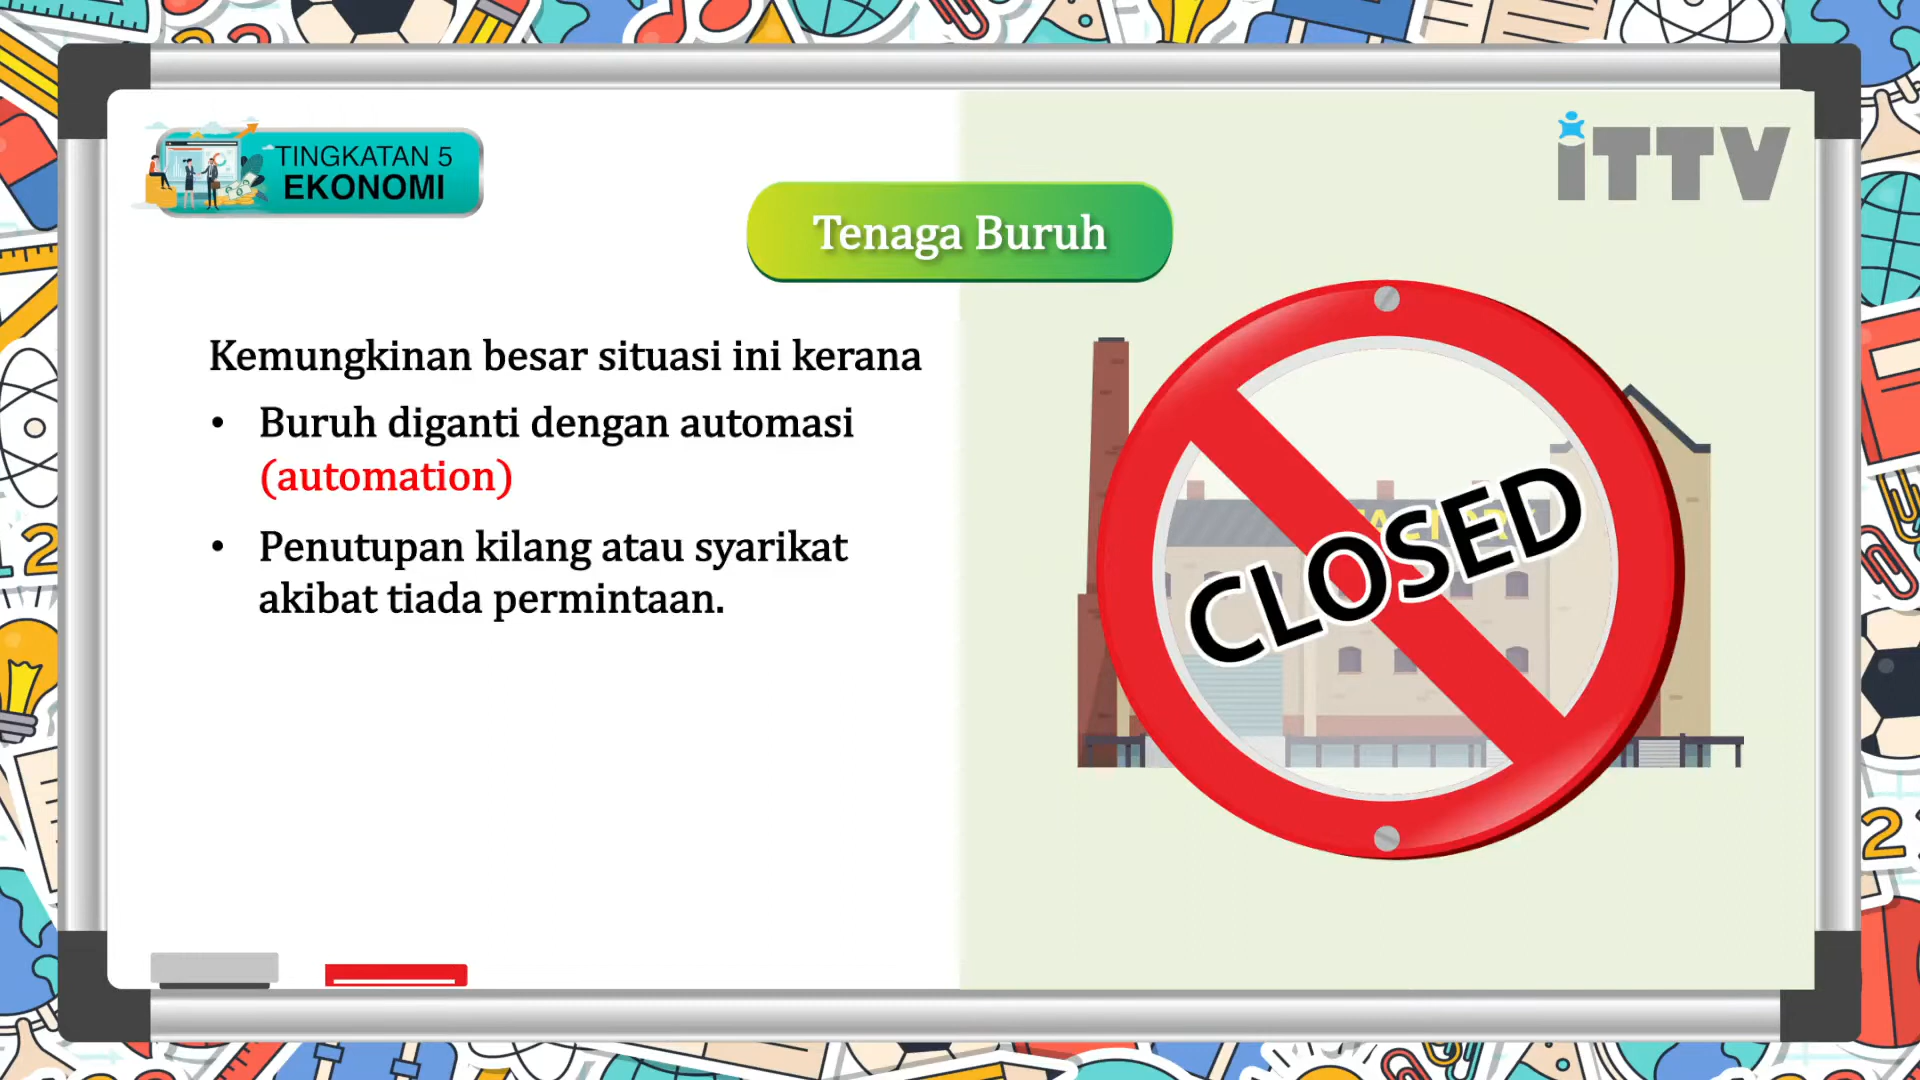 TINGKATAN 5
EKONOMI
iTTV
Tenaga Buruh
Kemungkinan besar situasi ini kerana
• Buruh diganti dengan automasi
(automation)
• Penutupan kilang atau syarikat
akibat tiada permintaan.
FACTORY
CLOSED